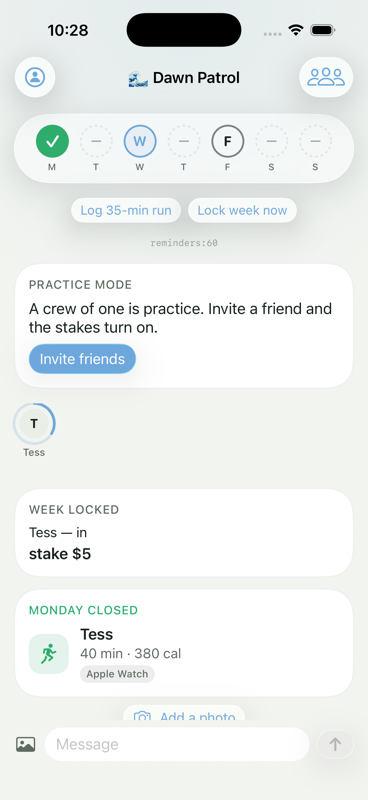 10:28
🌊 Dawn Patrol
— W — F — —
M T W T F S S
Log 35-min run Lock week now
reminders:60
PRACTICE MODE
A crew of one is practice. Invite a friend and
the stakes turn on.
Invite friends
T
Tess
WEEK LOCKED
Tess — in
stake $5
MONDAY CLOSED
Tess
40 min · 380 cal
Apple Watch
Add a photo
Message